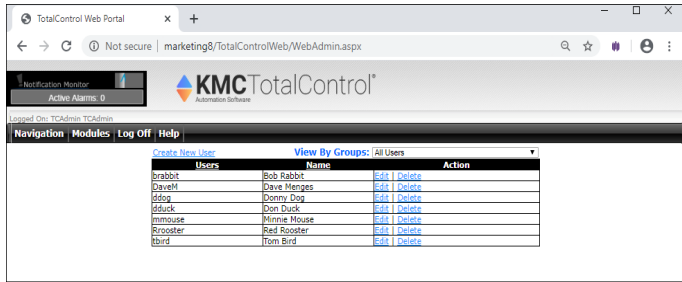 TotalControl Web Portal
Not secure | marketing8/TotalControlWeb/WebAdmin.aspx
Notification Monitor
Active Alarms: 0
KMC TotalControl®
Automation Software
Logged On: TCAdmin TCAdmin
Navigation Modules Log Off Help
Create New User View By Groups: All Users
Users Name Action
brabbit Bob Rabbit Edit | Delete
DaveM Dave Menges Edit | Delete
ddog Donny Dog Edit | Delete
dduck Don Duck Edit | Delete
mmouse Minnie Mouse Edit | Delete
Rrooster Red Rooster Edit | Delete
tbird Tom Bird Edit | Delete